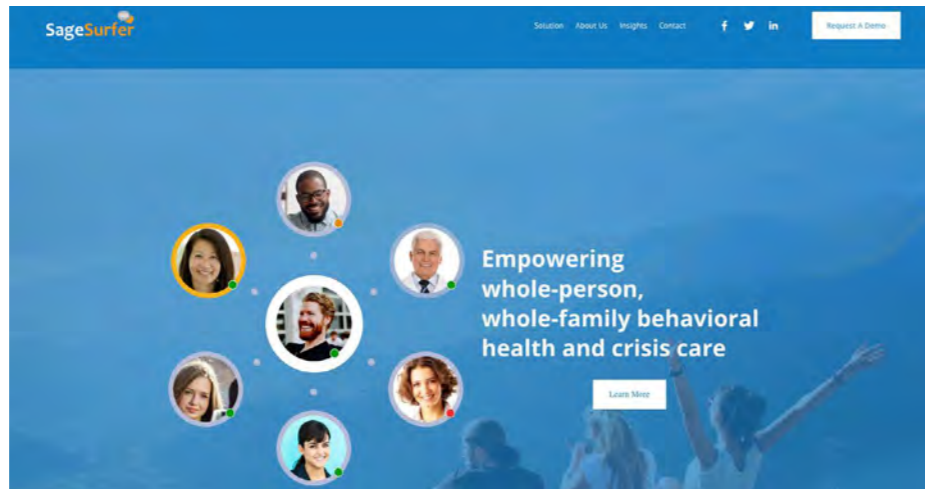 SageSurfer
Solution About Us Insights Contact
Request A Demo
Empowering
whole-person,
whole-family behavioral
health and crisis care
Learn More